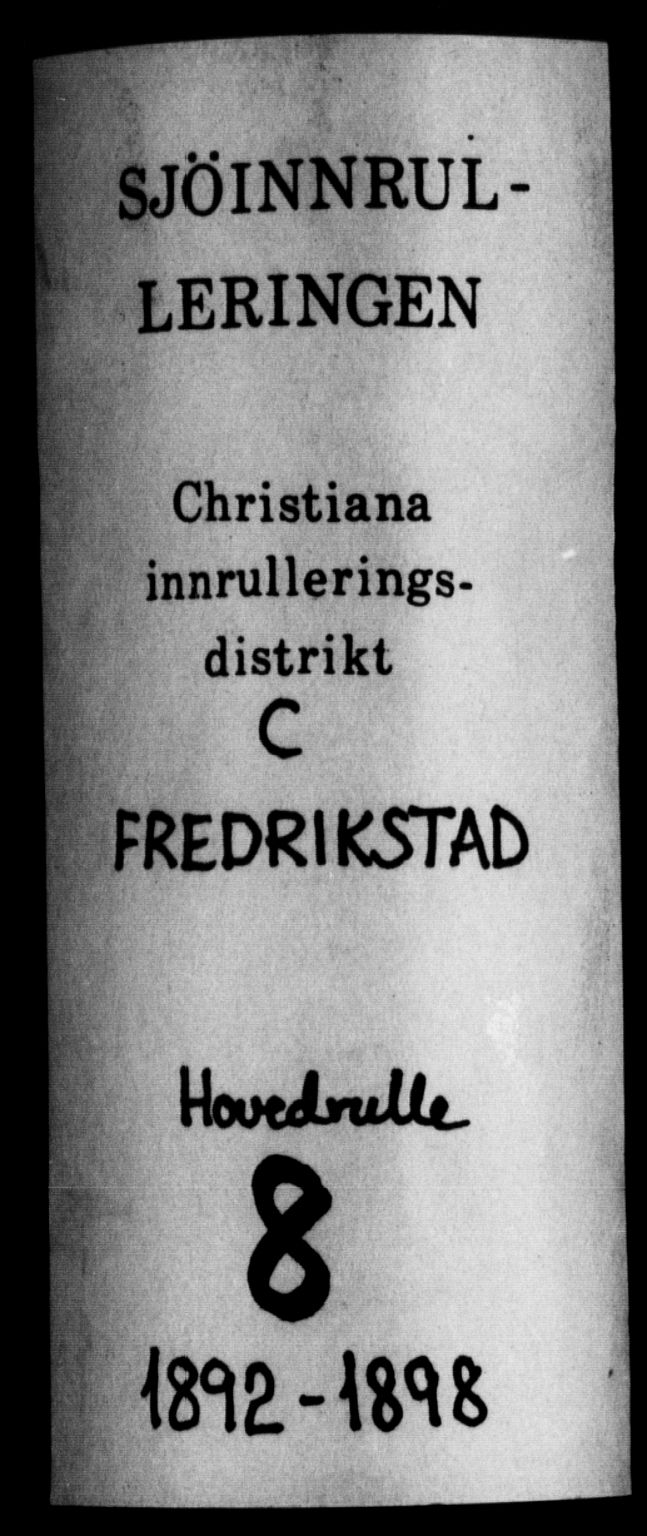 SJÖINNRUL-
LERINGEN
Christiana
innrullerings-
distrikt
C
FREDRIKSTAD
Hovedrulle
8
1892-1898